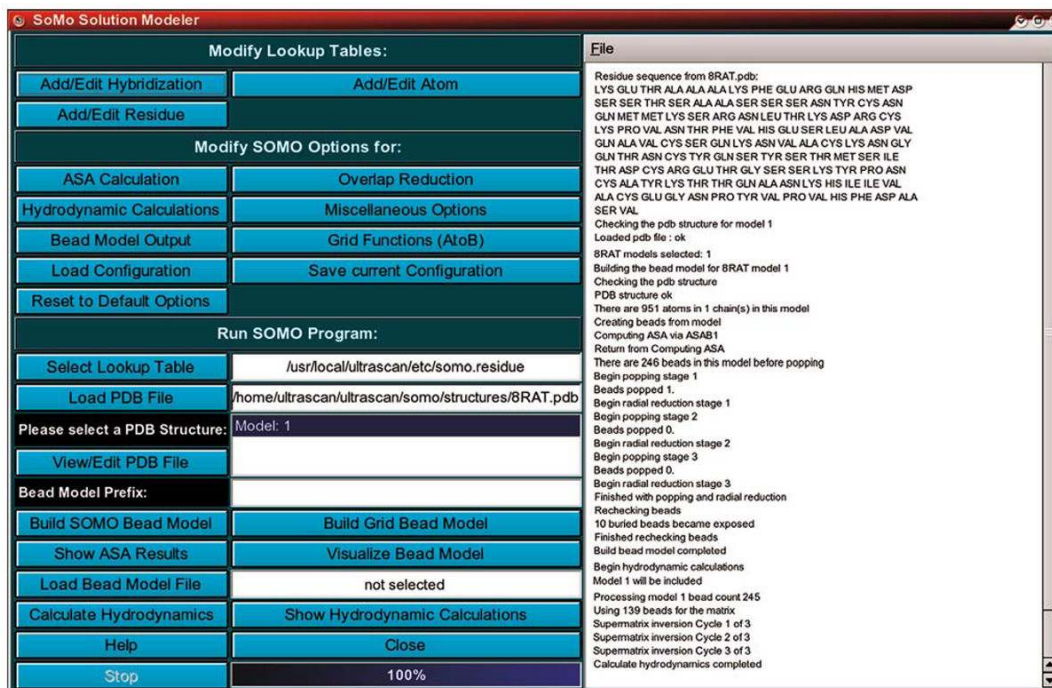 SoMo Solution Modeler
Modify Lookup Tables:
Add/Edit Hybridization
Add/Edit Atom
Add/Edit Residue
Modify SOMO Options for:
ASA Calculation
Overlap Reduction
Hydrodynamic Calculations
Miscellaneous Options
Bead Model Output
Grid Functions (AtoB)
Load Configuration
Save current Configuration
Reset to Default Options
Run SOMO Program:
Select Lookup Table
/usr/local/ultrascan/etc/somo.residue
Load PDB File
/home/ultrascan/ultrascan/somo/structures/8RAT.pdb
Please select a PDB Structure:
Model: 1
View/Edit PDB File
Bead Model Prefix:
Build SOMO Bead Model
Build Grid Bead Model
Show ASA Results
Visualize Bead Model
Load Bead Model File
not selected
Calculate Hydrodynamics
Show Hydrodynamic Calculations
Help
Close
Stop
100%
File
Residue sequence from 8RAT.pdb:
LYS GLU THR ALA ALA ALA LYS PHE GLU ARG GLN HIS MET ASP
SER SER THR SER ALA ALA SER SER SER ASN TYR CYS ASN
GLN MET MET LYS SER ARG ASN LEU THR LYS ASP ARG CYS
LYS PRO VAL ASN THR PHE VAL HIS GLU SER LEU ALA ASP VAL
GLN ALA VAL CYS SER GLN LYS ASN VAL ALA CYS LYS ASN GLY
GLN THR ASN CYS TYR GLN SER TYR SER THR MET SER ILE
THR ASP CYS ARG GLU THR GLY SER SER LYS TYR PRO ASN
CYS ALA TYR LYS THR THR GLN ALA ASN LYS HIS ILE ILE VAL
ALA CYS GLU GLY ASN PRO TYR VAL PRO VAL HIS PHE ASP ALA
SER VAL
Checking the pdb structure for model 1
Loaded pdb file : ok
8RAT models selected: 1
Building the bead model for 8RAT model 1
Checking the pdb structure
PDB structure ok
There are 951 atoms in 1 chain(s) in this model
Creating beads from model
Computing ASA via ASAB1
Return from Computing ASA
There are 246 beads in this model before popping
Begin popping stage 1
Beads popped 1.
Begin radial reduction stage 1
Begin popping stage 2
Beads popped 0.
Begin radial reduction stage 2
Begin popping stage 3
Beads popped 0.
Begin radial reduction stage 3
Finished with popping and radial reduction
Rechecking beads
10 buried beads became exposed
Finished rechecking beads
Build bead model completed
Begin hydrodynamic calculations
Model 1 will be included
Processing model 1 bead count 245
Using 139 beads for the matrix
Supermatrix inversion Cycle 1 of 3
Supermatrix inversion Cycle 2 of 3
Supermatrix inversion Cycle 3 of 3
Calculate hydrodynamics completed